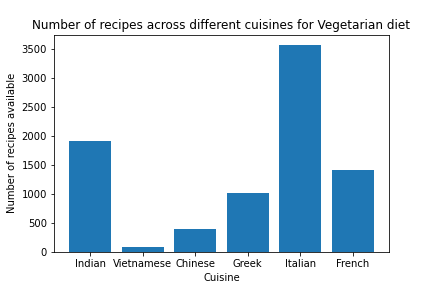 Number of recipes across different cuisines for Vegetarian diet
Number of recipes available
3500
3000
2500
2000
1500
1000
500
0
Indian Vietnamese Chinese Greek Italian French
Cuisine